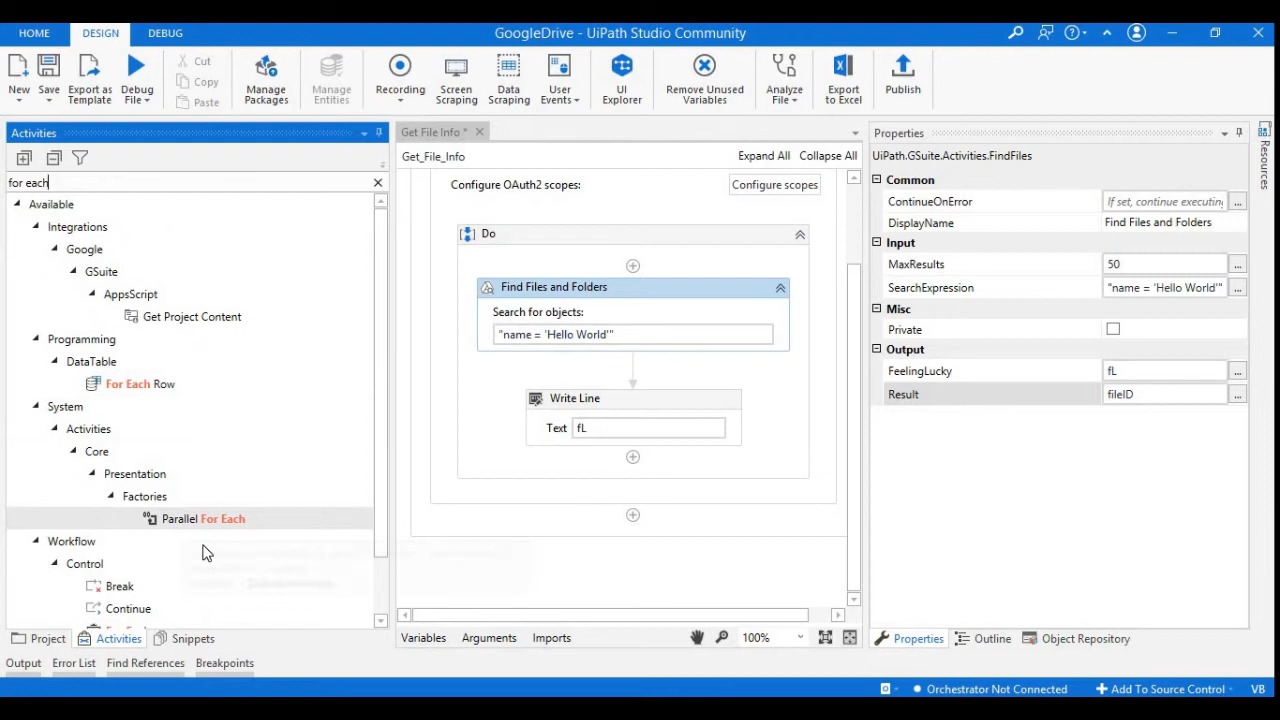 HOME
DESIGN
DEBUG
GoogleDrive - UiPath Studio Community
New
Save
Export as Template
Debug File
Cut
Copy
Paste
Manage Packages
Manage Entities
Recording
Screen Scraping
Data Scraping
User Events
UI Explorer
Remove Unused Variables
Analyze File
Export to Excel
Publish
Activities
for each
Available
Integrations
Google
GSuite
AppsScript
Get Project Content
Programming
DataTable
For Each Row
System
Activities
Core
Presentation
Factories
Parallel For Each
Workflow
Control
Break
Continue
Project
Activities
Snippets
Get File Info *
Get_File_Info
Expand All
Collapse All
Configure OAuth2 scopes:
Configure scopes
Do
Find Files and Folders
Search for objects:
"name = 'Hello World'"
Write Line
Text
fL
Variables
Arguments
Imports
100%
Properties
UiPath.GSuite.Activities.FindFiles
Common
ContinueOnError
If set, continue executin
...
DisplayName
Find Files and Folders
Input
MaxResults
50
...
SearchExpression
"name = 'Hello World'"
...
Misc
Private
Output
FeelingLucky
fL
...
Result
fileID
...
Properties
Outline
Object Repository
Resources
Output
Error List
Find References
Breakpoints
Orchestrator Not Connected
Add To Source Control
VB